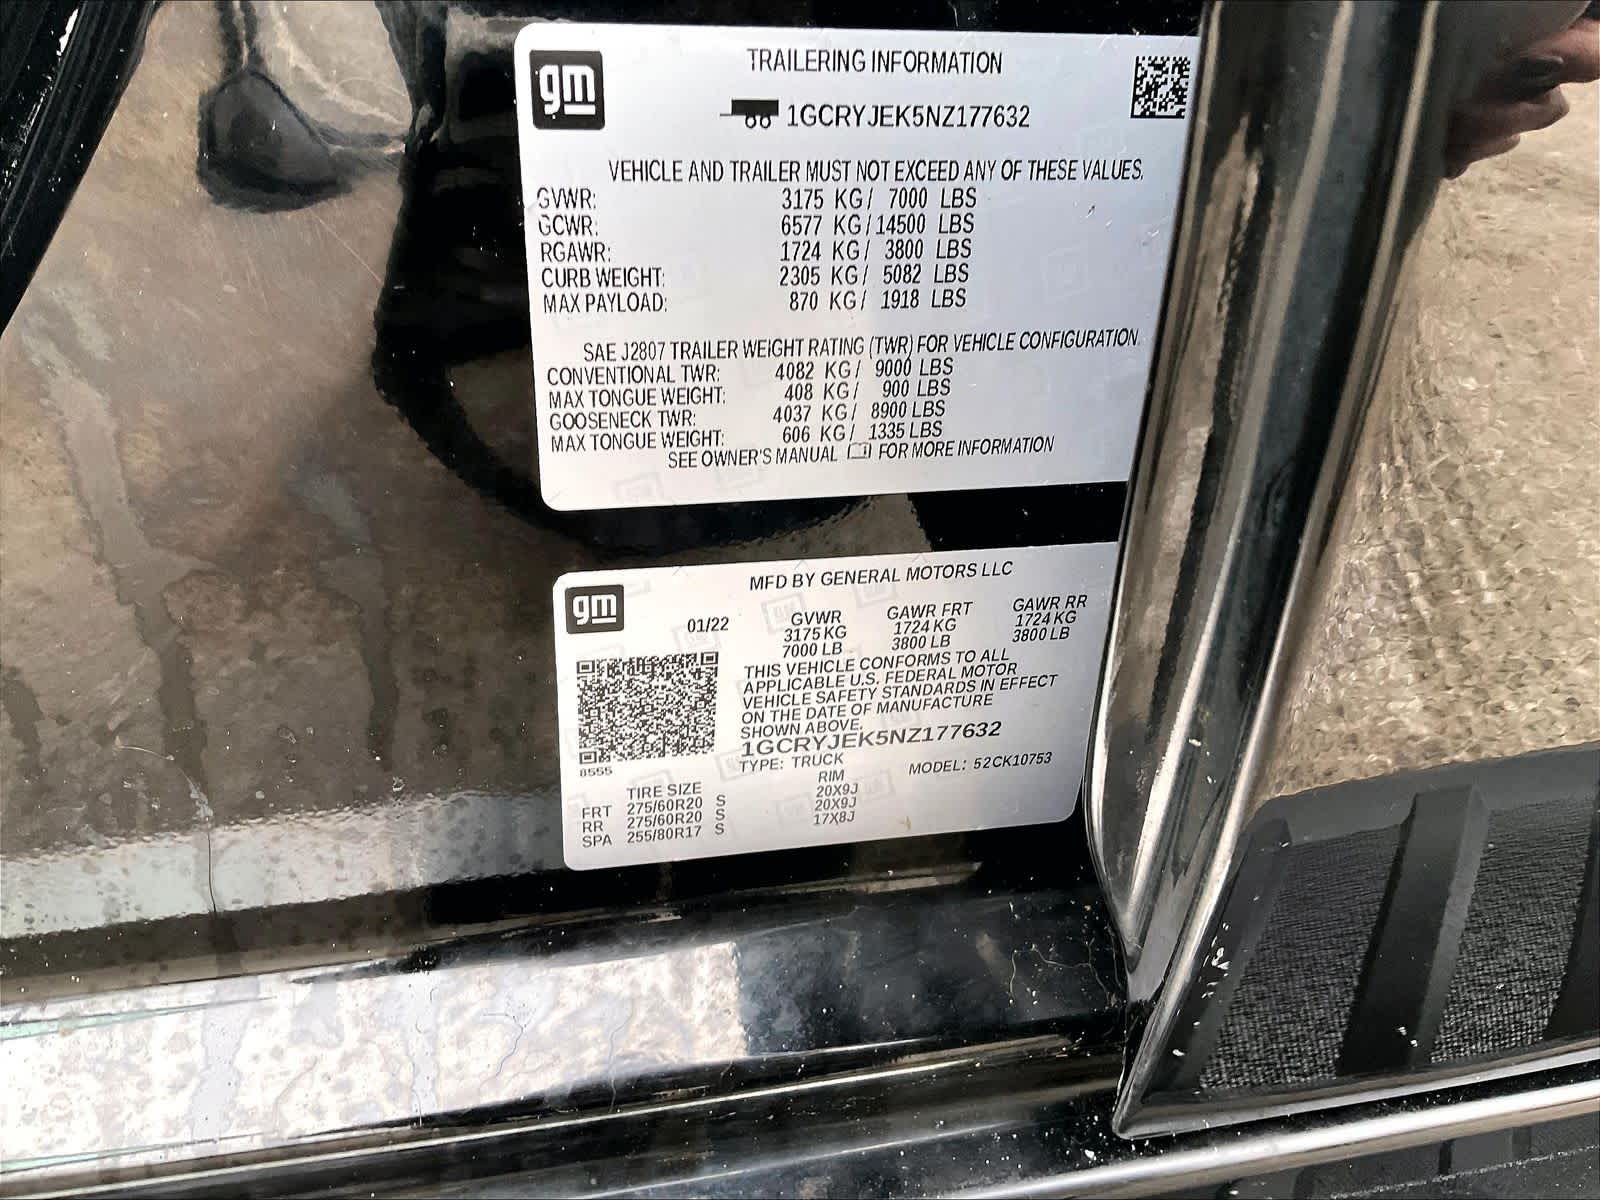 gm
TRAILERING INFORMATION
1GCRYJEK5NZ177632
VEHICLE AND TRAILER MUST NOT EXCEED ANY OF THESE VALUES.
GVWR: 3175 KG/ 7000 LBS
GCWR: 6577 KG/ 14500 LBS
RGAWR: 1724 KG/ 3800 LBS
CURB WEIGHT: 2305 KG/ 5082 LBS
MAX PAYLOAD: 870 KG/ 1918 LBS
SAE J2807 TRAILER WEIGHT RATING (TWR) FOR VEHICLE CONFIGURATION.
CONVENTIONAL TWR: 4082 KG/ 9000 LBS
MAX TONGUE WEIGHT: 408 KG/ 900 LBS
GOOSENECK TWR: 4037 KG/ 8900 LBS
MAX TONGUE WEIGHT: 606 KG/ 1335 LBS
SEE OWNER'S MANUAL FOR MORE INFORMATION
gm
MFD BY GENERAL MOTORS LLC
01/22 GVWR GAWR FRT GAWR RR
3175 KG 1724 KG 1724 KG
7000 LB 3800 LB 3800 LB
THIS VEHICLE CONFORMS TO ALL
APPLICABLE U.S. FEDERAL MOTOR
VEHICLE SAFETY STANDARDS IN EFFECT
ON THE DATE OF MANUFACTURE
SHOWN ABOVE.
1GCRYJEK5NZ177632
8555
TYPE: TRUCK MODEL: 52CK10753
TIRE SIZE RIM
FRT 275/60R20 S 20X9J
RR 275/60R20 S 20X9J
SPA 255/80R17 S 17X8J